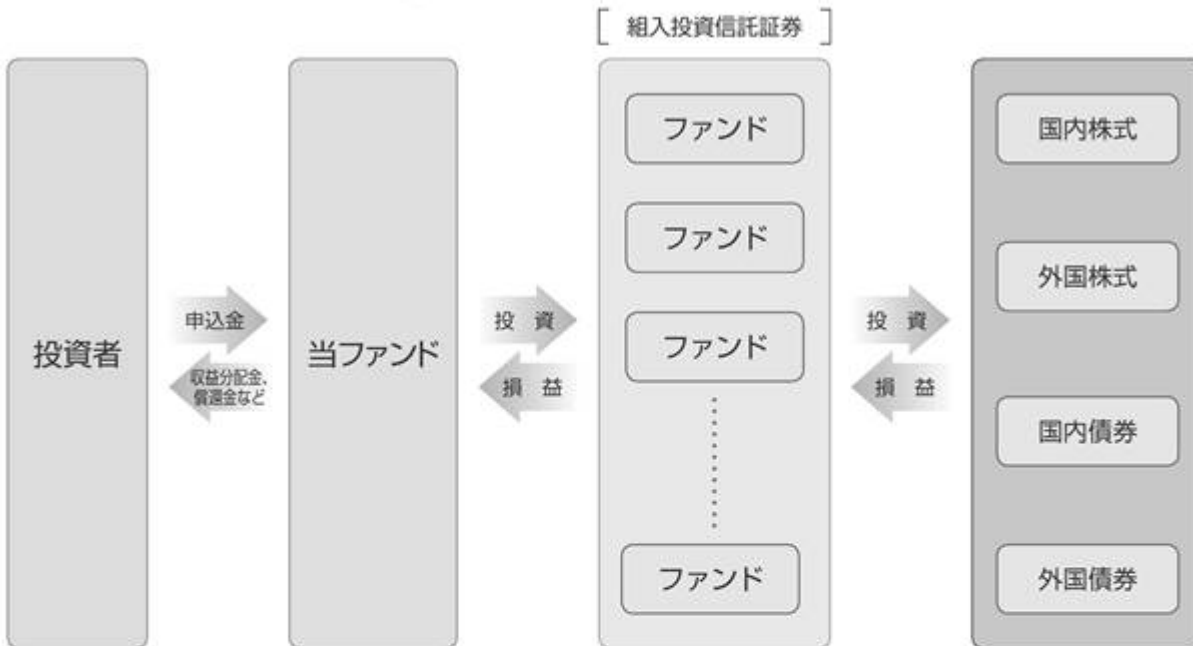 組入投資信託証券
投資者
申込金
収益分配金、
償還金など
当ファンド
投 資
損 益
ファンド
ファンド
ファンド
ファンド
投 資
損 益
国内株式
外国株式
国内債券
外国債券